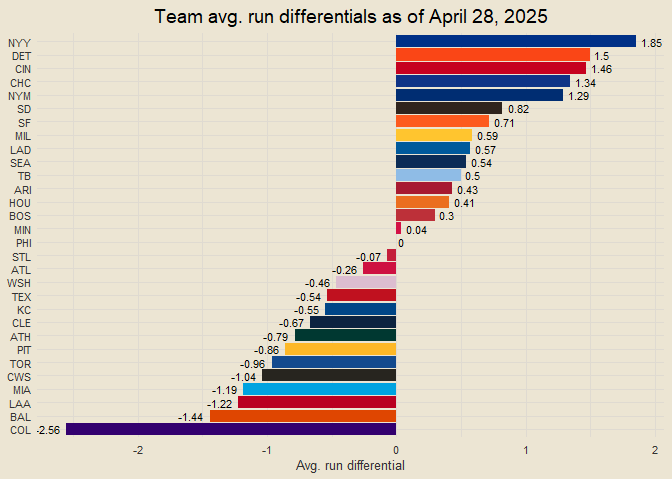 Team avg. run differentials as of April 28, 2025
NYY 1.85
DET 1.5
CIN 1.46
CHC 1.34
NYM 1.29
SD 0.82
SF 0.71
MIL 0.59
LAD 0.57
SEA 0.54
TB 0.5
ARI 0.43
HOU 0.41
BOS 0.3
MIN 0.04
PHI 0
STL -0.07
ATL -0.26
WSH -0.46
TEX -0.54
KC -0.55
CLE -0.67
ATH -0.79
PIT -0.86
TOR -0.96
CWS -1.04
MIA -1.19
LAA -1.22
BAL -1.44
COL -2.56
-2 -1 0 1 2
Avg. run differential